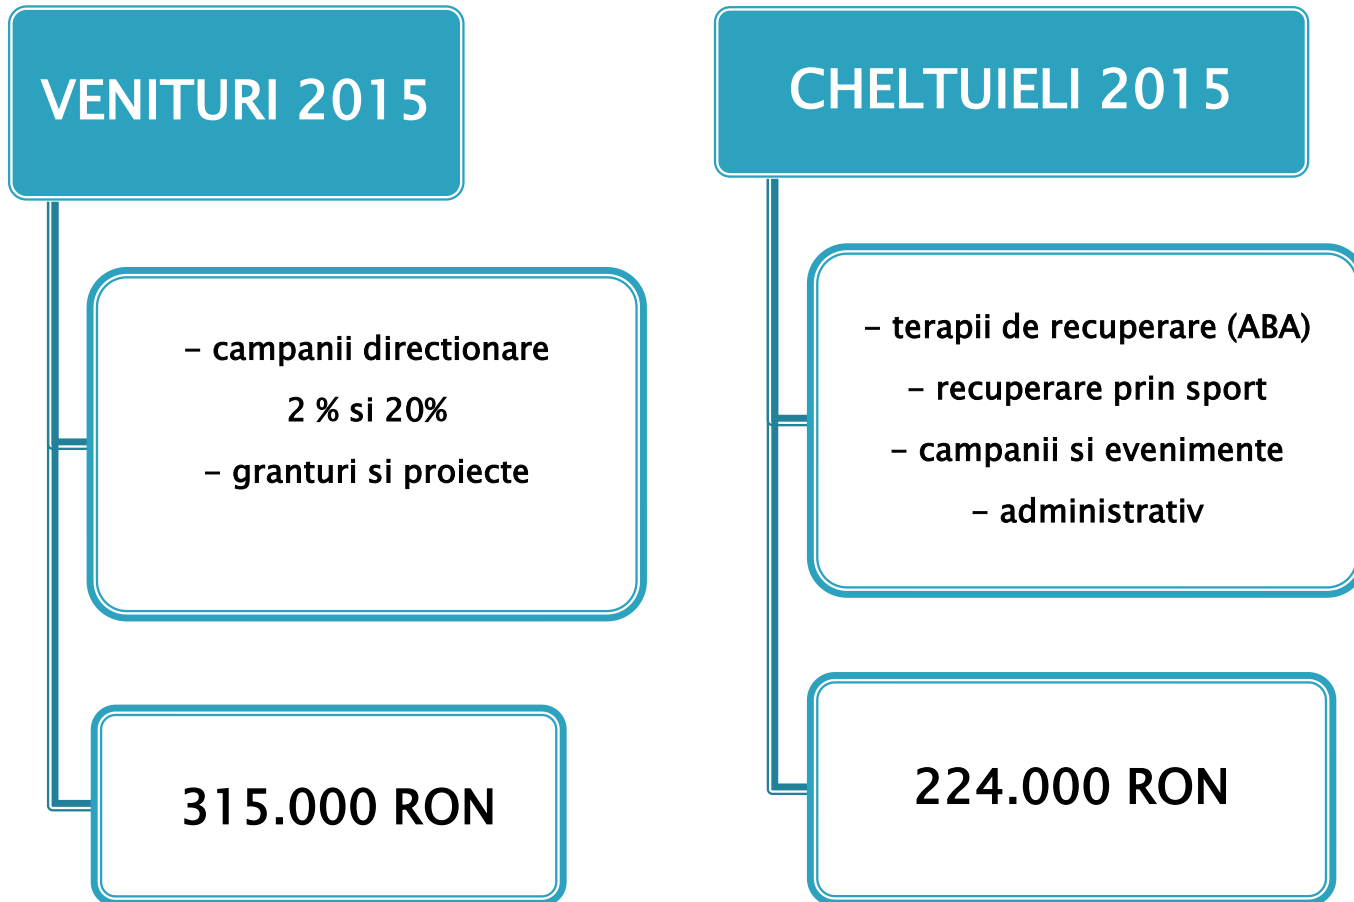 VENITURI 2015
– campanii directionare
2 % si 20%
– granturi si proiecte
315.000 RON
CHELTUIELI 2015
– terapii de recuperare (ABA)
– recuperare prin sport
– campanii si evenimente
– administrativ
224.000 RON